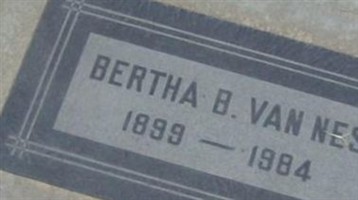 BERTHA B. VAN NES
1899 — 1984